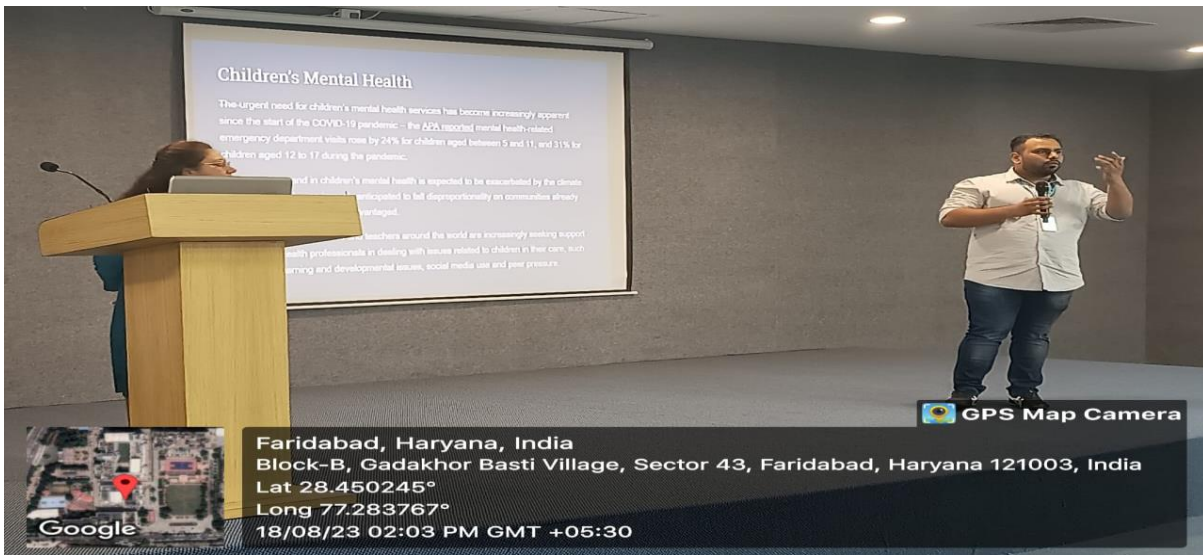 Children's Mental Health
The urgent need for children's mental health services has become increasingly apparent
since the start of the COVID-19 pandemic – the APA reported mental health-related
emergency department visits rose by 24% for children aged between 5 and 11, and 31% for
children aged 12 to 17 during the pandemic.
in children's mental health is expected to be exacerbated by the climate
anticipated to fall disproportionality on communities already
teachers around the world are increasingly seeking support
health professionals in dealing with issues related to children in their care, such
and developmental issues, social media use and peer pressure.
GPS Map Camera
Faridabad, Haryana, India
Block-B, Gadakhor Basti Village, Sector 43, Faridabad, Haryana 121003, India
Lat 28.450245°
Long 77.283767°
18/08/23 02:03 PM GMT +05:30
Google